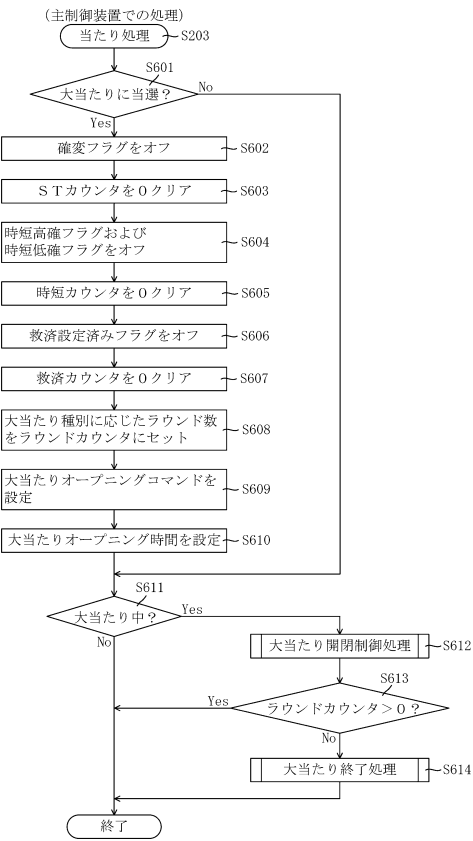 （主制御装置での処理）
当たり処理
S203
S601
大当たりに当選？
No
Yes
確変フラグをオフ
S602
ＳＴカウンタを０クリア
S603
時短高確フラグおよび
時短低確フラグをオフ
S604
時短カウンタを０クリア
S605
救済設定済みフラグをオフ
S606
救済カウンタを０クリア
S607
大当たり種別に応じたラウンド数
をラウンドカウンタにセット
S608
大当たりオープニングコマンドを
設定
S609
大当たりオープニング時間を設定
S610
S611
大当たり中？
Yes
No
大当たり開閉制御処理
S612
S613
ラウンドカウンタ＞０？
Yes
No
大当たり終了処理
S614
終了